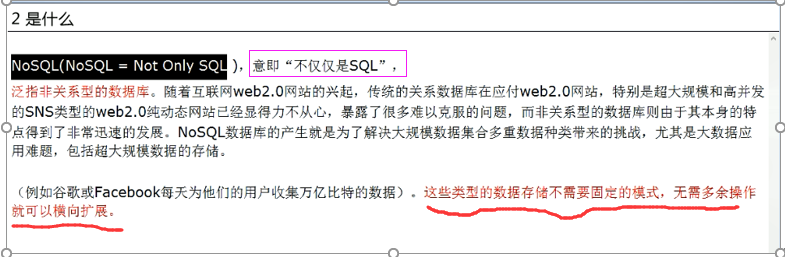 2 是什么
NoSQL(NoSQL = Not Only SQL )，意即“不仅仅是SQL”，
泛指非关系型的数据库。随着互联网web2.0网站的兴起，传统的关系数据库在应付web2.0网站，特别是超大规模和高并发
的SNS类型的web2.0纯动态网站已经显得力不从心，暴露了很多难以克服的问题，而非关系型的数据库则由于其本身的特
点得到了非常迅速的发展。NoSQL数据库的产生就是为了解决大规模数据集合多重数据种类带来的挑战，尤其是大数据应
用难题，包括超大规模数据的存储。
（例如谷歌或Facebook每天为他们的用户收集万亿比特的数据）。这些类型的数据存储不需要固定的模式，无需多余操作
就可以横向扩展。